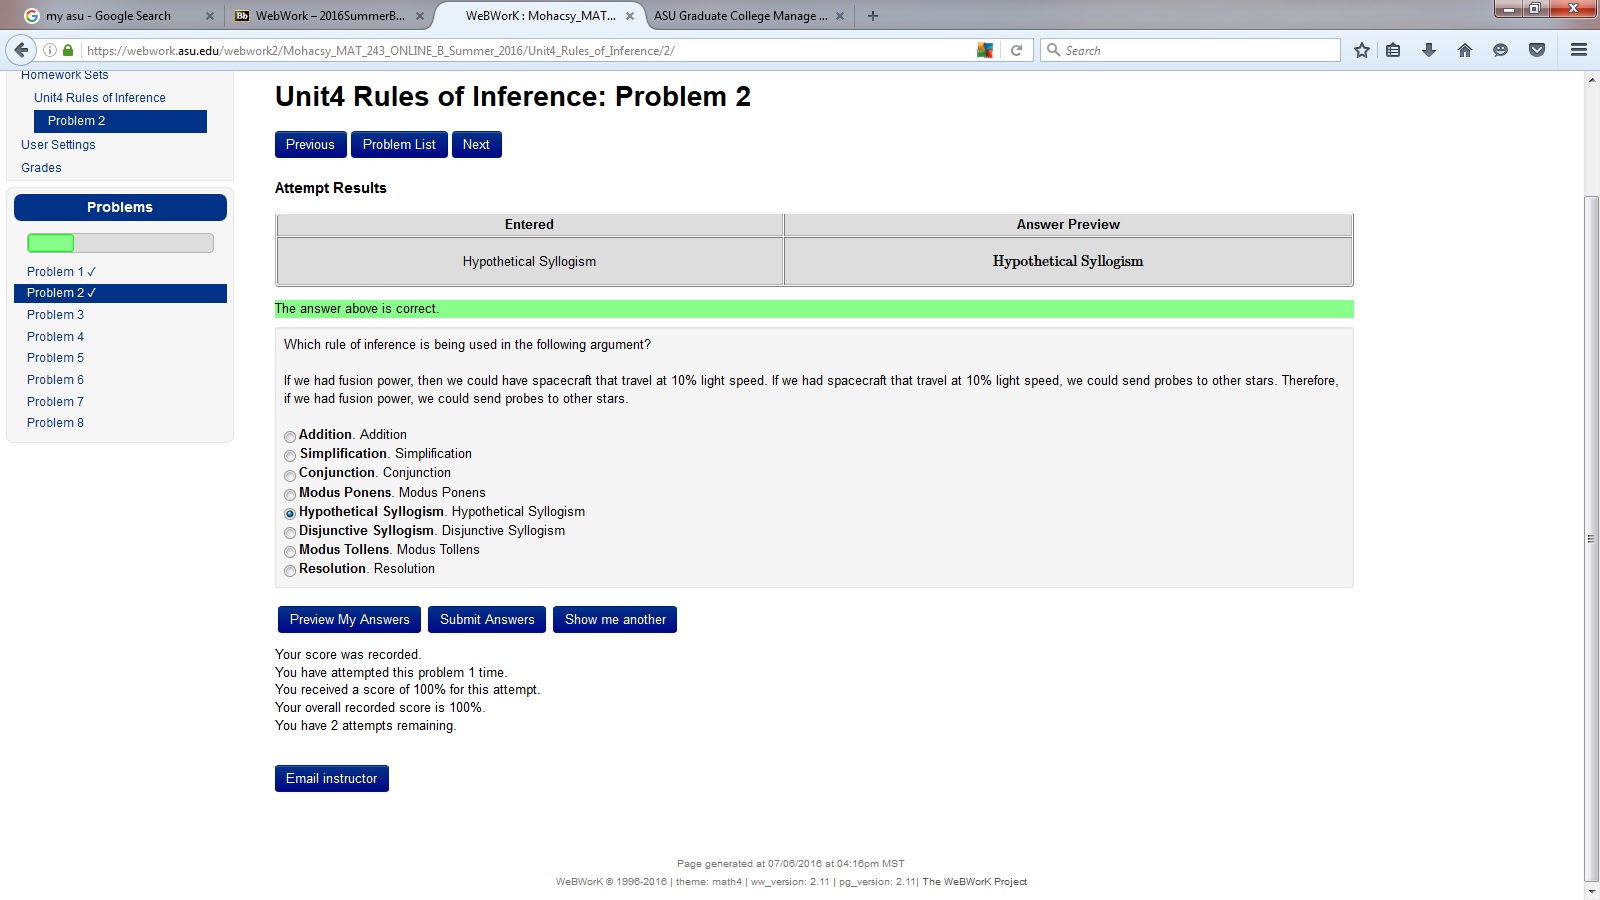 my asu - Google Search
WebWork – 2016SummerB...
WeBWorK : Mohacsy_MAT...
ASU Graduate College Manage ...
https://webwork.asu.edu/webwork2/Mohacsy_MAT_243_ONLINE_B_Summer_2016/Unit4_Rules_of_Inference/2/
Search
Homework Sets
Unit4 Rules of Inference
Problem 2
User Settings
Grades
Problems
Problem 1 ✓
Problem 2 ✓
Problem 3
Problem 4
Problem 5
Problem 6
Problem 7
Problem 8
Unit4 Rules of Inference: Problem 2
Previous
Problem List
Next
Attempt Results
Entered
Answer Preview
Hypothetical Syllogism
Hypothetical Syllogism
The answer above is correct.
Which rule of inference is being used in the following argument?
If we had fusion power, then we could have spacecraft that travel at 10% light speed. If we had spacecraft that travel at 10% light speed, we could send probes to other stars. Therefore,
if we had fusion power, we could send probes to other stars.
Addition. Addition
Simplification. Simplification
Conjunction. Conjunction
Modus Ponens. Modus Ponens
Hypothetical Syllogism. Hypothetical Syllogism
Disjunctive Syllogism. Disjunctive Syllogism
Modus Tollens. Modus Tollens
Resolution. Resolution
Preview My Answers
Submit Answers
Show me another
Your score was recorded.
You have attempted this problem 1 time.
You received a score of 100% for this attempt.
Your overall recorded score is 100%.
You have 2 attempts remaining.
Email instructor
Page generated at 07/06/2016 at 04:16pm MST
WeBWorK © 1996-2016 | theme: math4 | ww_version: 2.11 | pg_version: 2.11| The WeBWorK Project